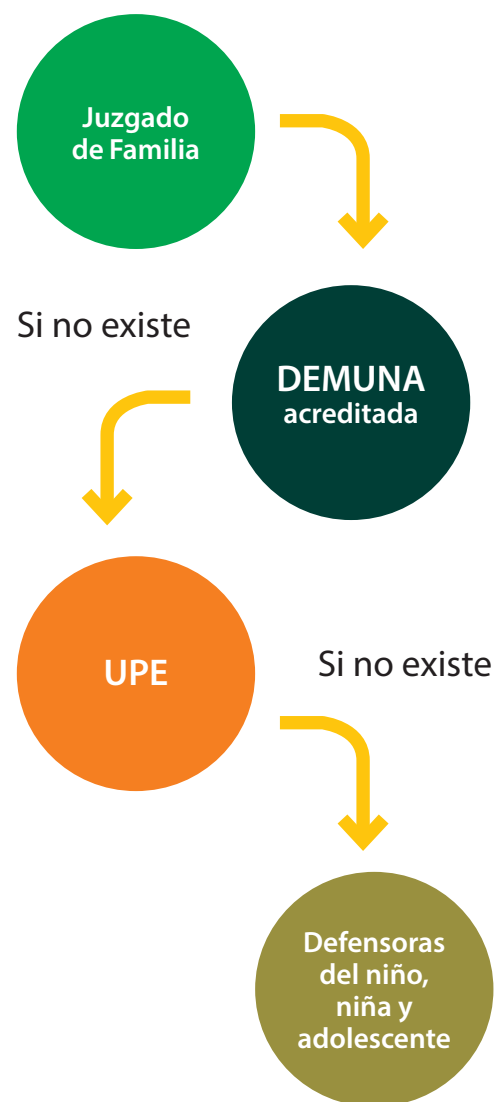 Juzgado
de Familia
Si no existe
DEMUNA
acreditada
UPE
Si no existe
Defensoras
del niño,
niña y
adolescente